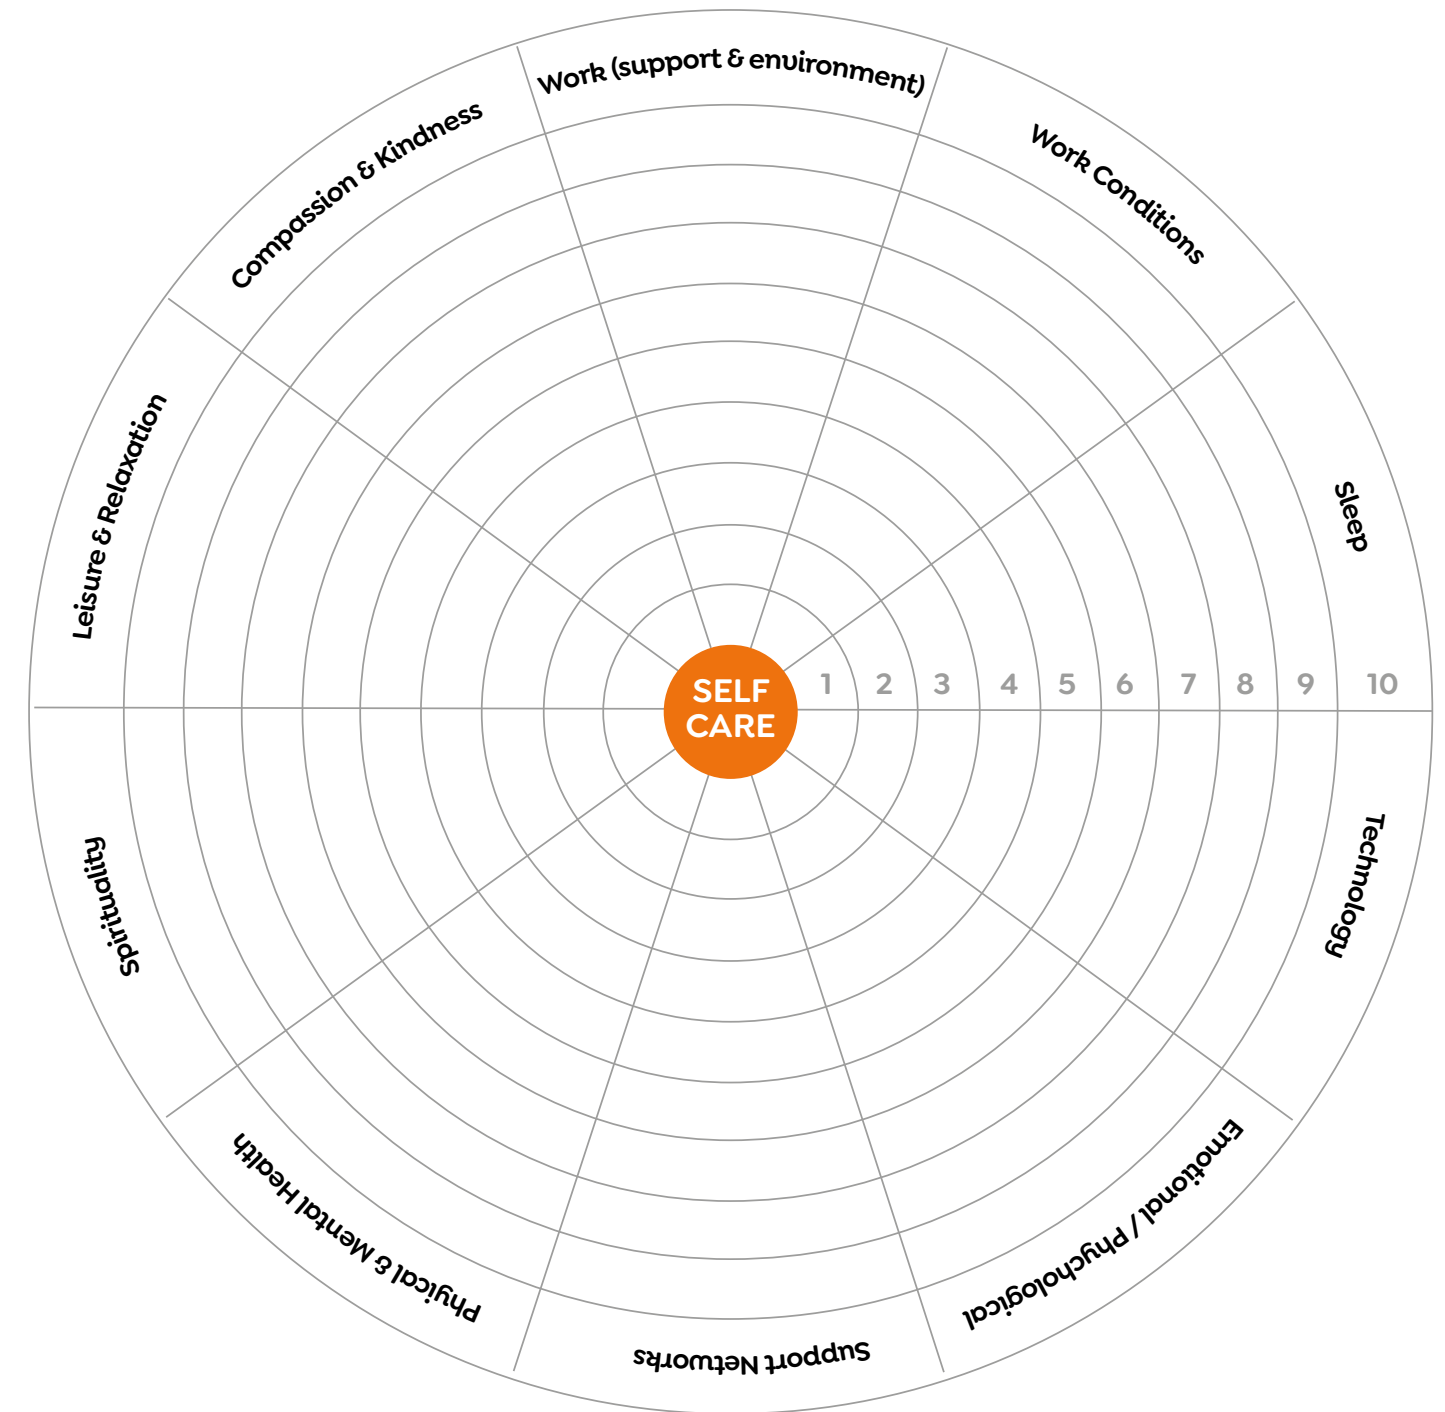 Work (support & environment)
Work Conditions
Sleep
Technology
Emotional / Phychological
Support Networks
Phyical & Mental Health
Spirituality
Leisure & Relaxation
Compassion & Kindness
SELF
CARE
1 2 3 4 5 6 7 8 9 10